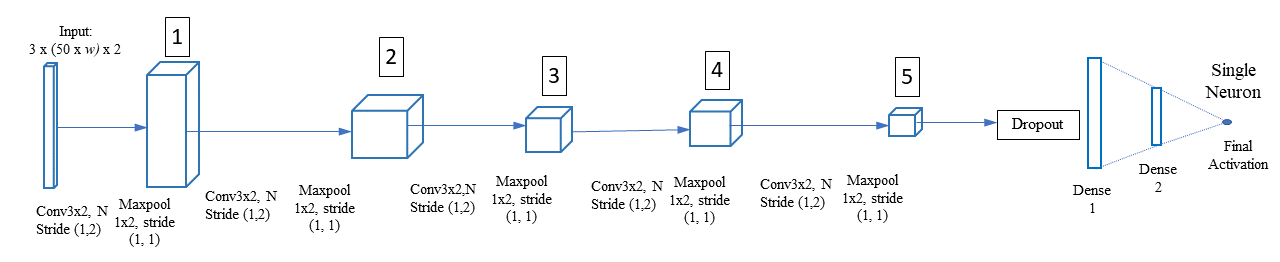 Input:
3 x (50 x w) x 2
1
2
3
4
5
Conv3x2, N
Stride (1,2)
Maxpool
1x2, stride
(1, 1)
Conv3x2, N
Stride (1,2)
Maxpool
1x2, stride
(1, 1)
Conv3x2,N
Stride (1,2)
Maxpool
1x2, stride
(1, 1)
Conv3x2, N
Stride (1,2)
Maxpool
1x2, stride
(1, 1)
Conv3x2, N
Stride (1,2)
Maxpool
1x2, stride
(1, 1)
Dropout
Dense
1
Dense
2
Single
Neuron
Final
Activation